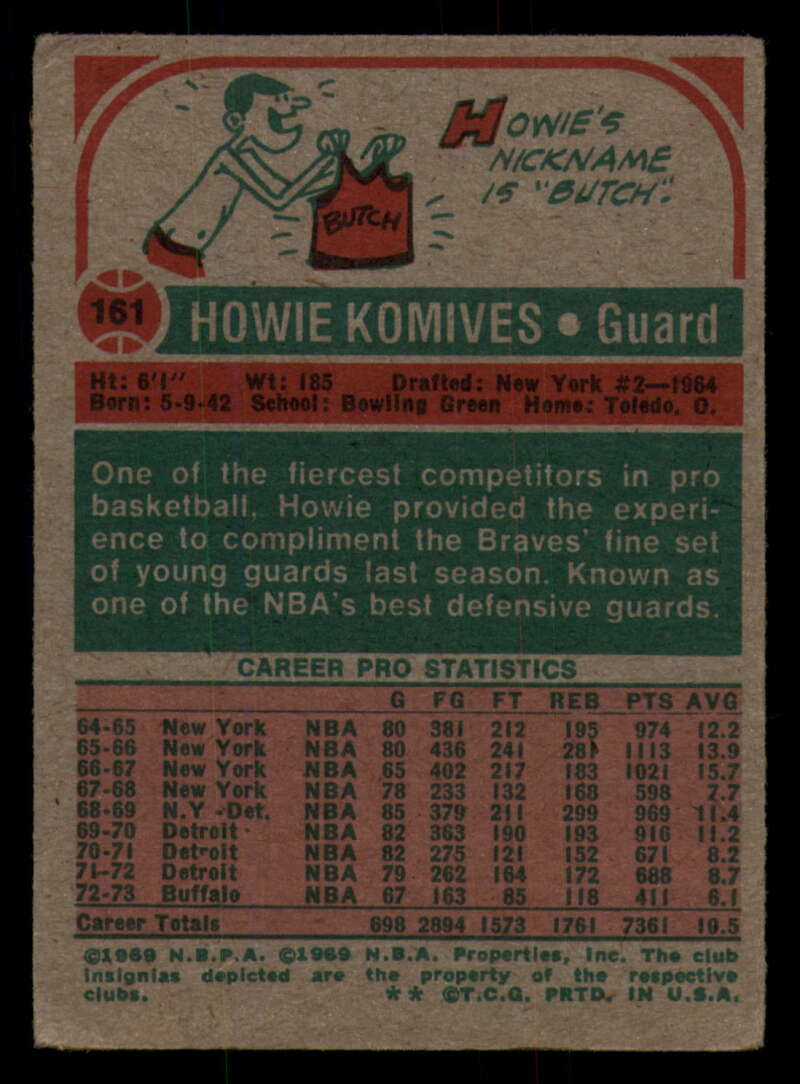 HOWIE'S
NICKNAME
IS "BUTCH".
BUTCH
161
HOWIE KOMIVES • Guard
Ht: 6'1" Wt: 185 Drafted: New York #2—1964
Born: 5-9-42 School: Bowling Green Home: Toledo, O.
One of the fiercest competitors in pro
basketball, Howie provided the experi-
ence to compliment the Braves' fine set
of young guards last season. Known as
one of the NBA's best defensive guards.
CAREER PRO STATISTICS
G FG FT REB PTS AVG
64-65 New York NBA 80 381 212 195 974 12.2
65-66 New York NBA 80 436 241 281 1113 13.9
66-67 New York NBA 65 402 217 183 1021 15.7
67-68 New York NBA 78 233 132 168 598 7.7
68-69 N.Y.-Det. NBA 85 379 211 299 969 11.4
69-70 Detroit NBA 82 363 190 193 916 11.2
70-71 Detroit NBA 82 275 121 152 671 8.2
71-72 Detroit NBA 79 262 164 172 688 8.7
72-73 Buffalo NBA 67 163 85 118 411 6.1
Career Totals 698 2894 1573 1761 7361 10.5
©1969 N.B.P.A. ©1969 N.B.A. Properties, Inc. The club
insignias depicted are the property of the respective
clubs. ** ©T.C.G. PRTD. IN U.S.A.